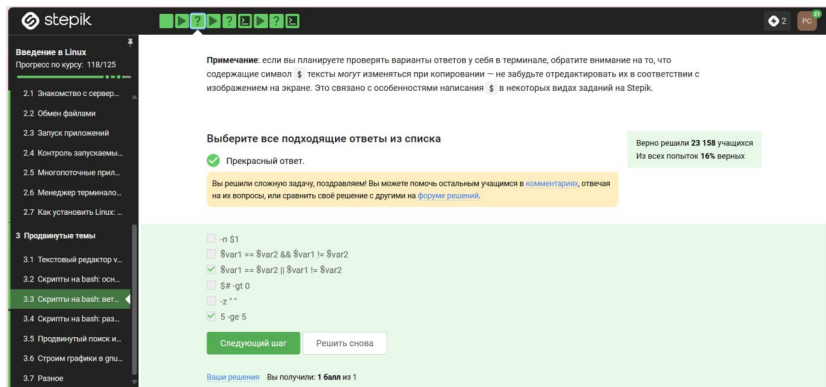 stepik
2
PC
21
Введение в Linux
Прогресс по курсу: 118/125
2.1 Знакомство с сервер...
2.2 Обмен файлами
2.3 Запуск приложений
2.4 Контроль запускаемы...
2.5 Многопоточные прил...
2.6 Менеджер терминало...
2.7 Как установить Linux: ...
3 Продвинутые темы
3.1 Текстовый редактор v...
3.2 Скрипты на bash: осн...
3.3 Скрипты на bash: вет...
3.4 Скрипты на bash: раз...
3.5 Продвинутый поиск и...
3.6 Строим графики в gnu...
3.7 Разное
Примечание: если вы планируете проверять варианты ответов у себя в терминале, обратите внимание на то, что
содержащие символ $ тексты могут изменяться при копировании — не забудьте отредактировать их в соответствии с
изображением на экране. Это связано с особенностями написания $ в некоторых видах заданий на Stepik.
Выберите все подходящие ответы из списка
Прекрасный ответ.
Верно решили 23 158 учащихся
Из всех попыток 16% верных
Вы решили сложную задачу, поздравляем! Вы можете помочь остальным учащимся в комментариях, отвечая
на их вопросы, или сравнить своё решение с другими на форуме решений.
-n $1
$var1 == $var2 && $var1 != $var2
$var1 == $var2 || $var1 != $var2
$# -gt 0
-z ""
5 -ge 5
Следующий шаг
Решить снова
Ваши решения Вы получили: 1 балл из 1